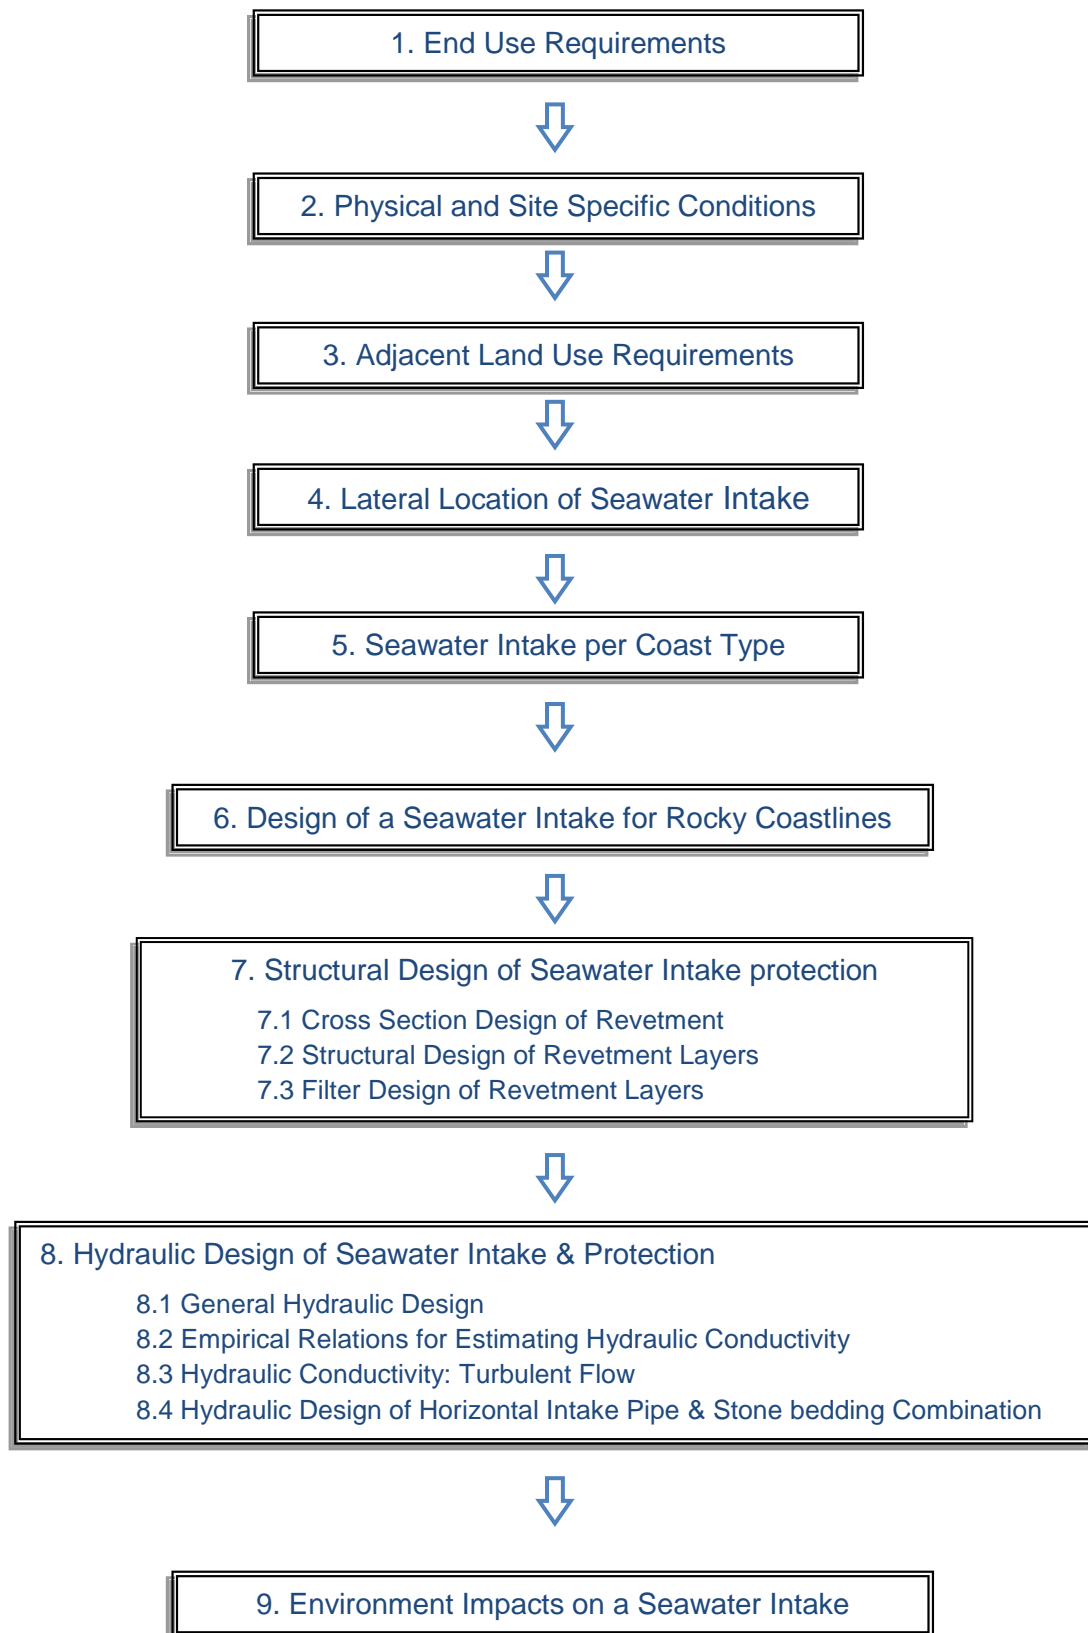 1. End Use Requirements
2. Physical and Site Specific Conditions
3. Adjacent Land Use Requirements
4. Lateral Location of Seawater Intake
5. Seawater Intake per Coast Type
6. Design of a Seawater Intake for Rocky Coastlines
7. Structural Design of Seawater Intake protection
7.1 Cross Section Design of Revetment
7.2 Structural Design of Revetment Layers
7.3 Filter Design of Revetment Layers
8. Hydraulic Design of Seawater Intake & Protection
8.1 General Hydraulic Design
8.2 Empirical Relations for Estimating Hydraulic Conductivity
8.3 Hydraulic Conductivity: Turbulent Flow
8.4 Hydraulic Design of Horizontal Intake Pipe & Stone bedding Combination
9. Environment Impacts on a Seawater Intake